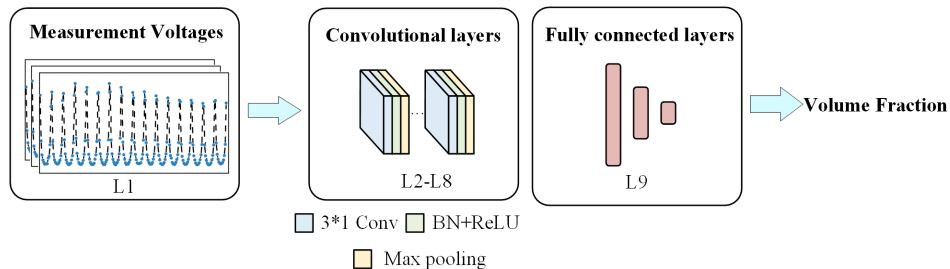 Measurement Voltages
L1
Convolutional layers
L2-L8
Fully connected layers
L9
Volume Fraction
3*1 Conv
BN+ReLU
Max pooling